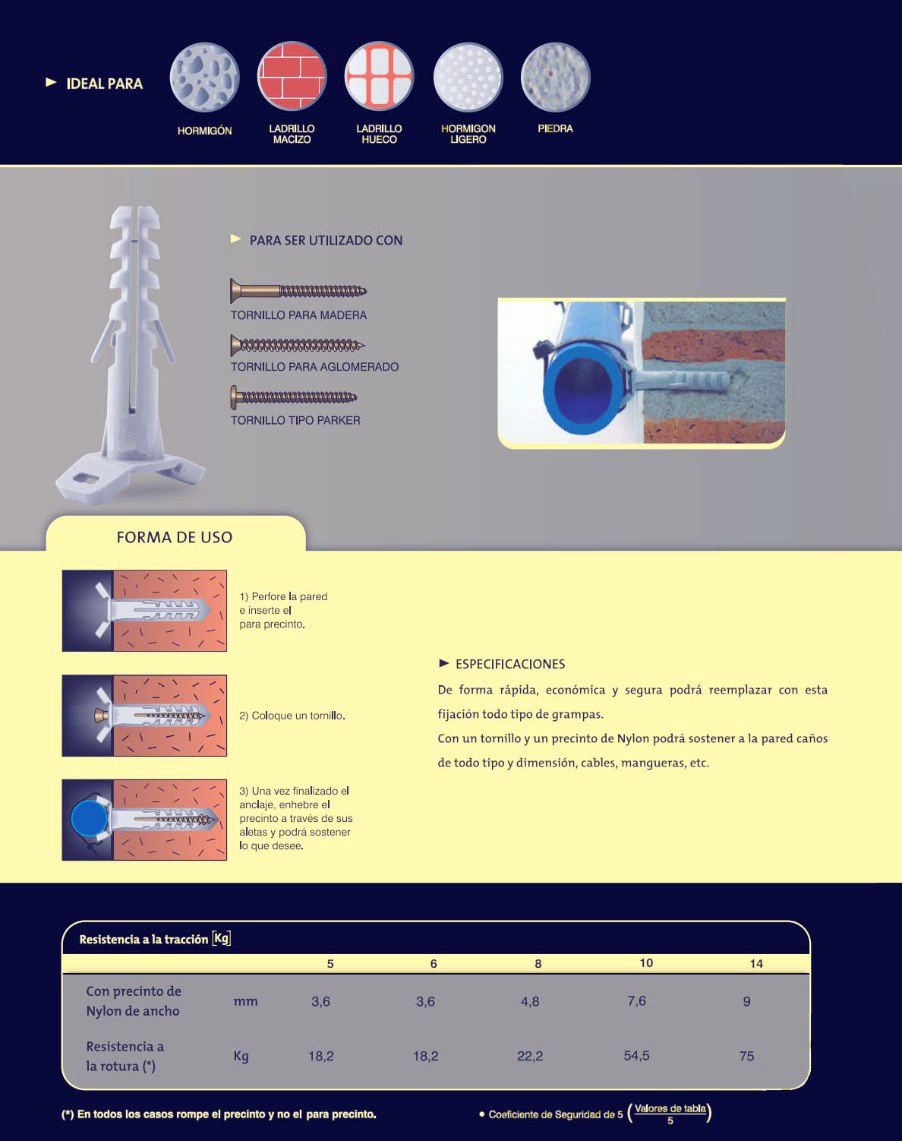 ► IDEAL PARA
HORMIGÓN
LADRILLO
MACIZO
LADRILLO
HUECO
HORMIGON
LIGERO
PIEDRA
► PARA SER UTILIZADO CON
TORNILLO PARA MADERA
TORNILLO PARA AGLOMERADO
TORNILLO TIPO PARKER
FORMA DE USO
1) Perfore la pared
e inserte el
para precinto.
2) Coloque un tornillo.
3) Una vez finalizado el
anclaje, enhebre el
precinto a través de sus
aletas y podrá sostener
lo que desee.
► ESPECIFICACIONES
De forma rápida, económica y segura podrá reemplazar con esta
fijación todo tipo de grampas.
Con un tornillo y un precinto de Nylon podrá sostener a la pared caños
de todo tipo y dimensión, cables, mangueras, etc.
Resistencia a la tracción [Kg]
5 6 8 10 14
Con precinto de
Nylon de ancho mm 3,6 3,6 4,8 7,6 9
Resistencia a
la rotura (*) Kg 18,2 18,2 22,2 54,5 75
(*) En todos los casos rompe el precinto y no el para precinto.
• Coeficiente de Seguridad de 5 (Valores de tabla / 5)